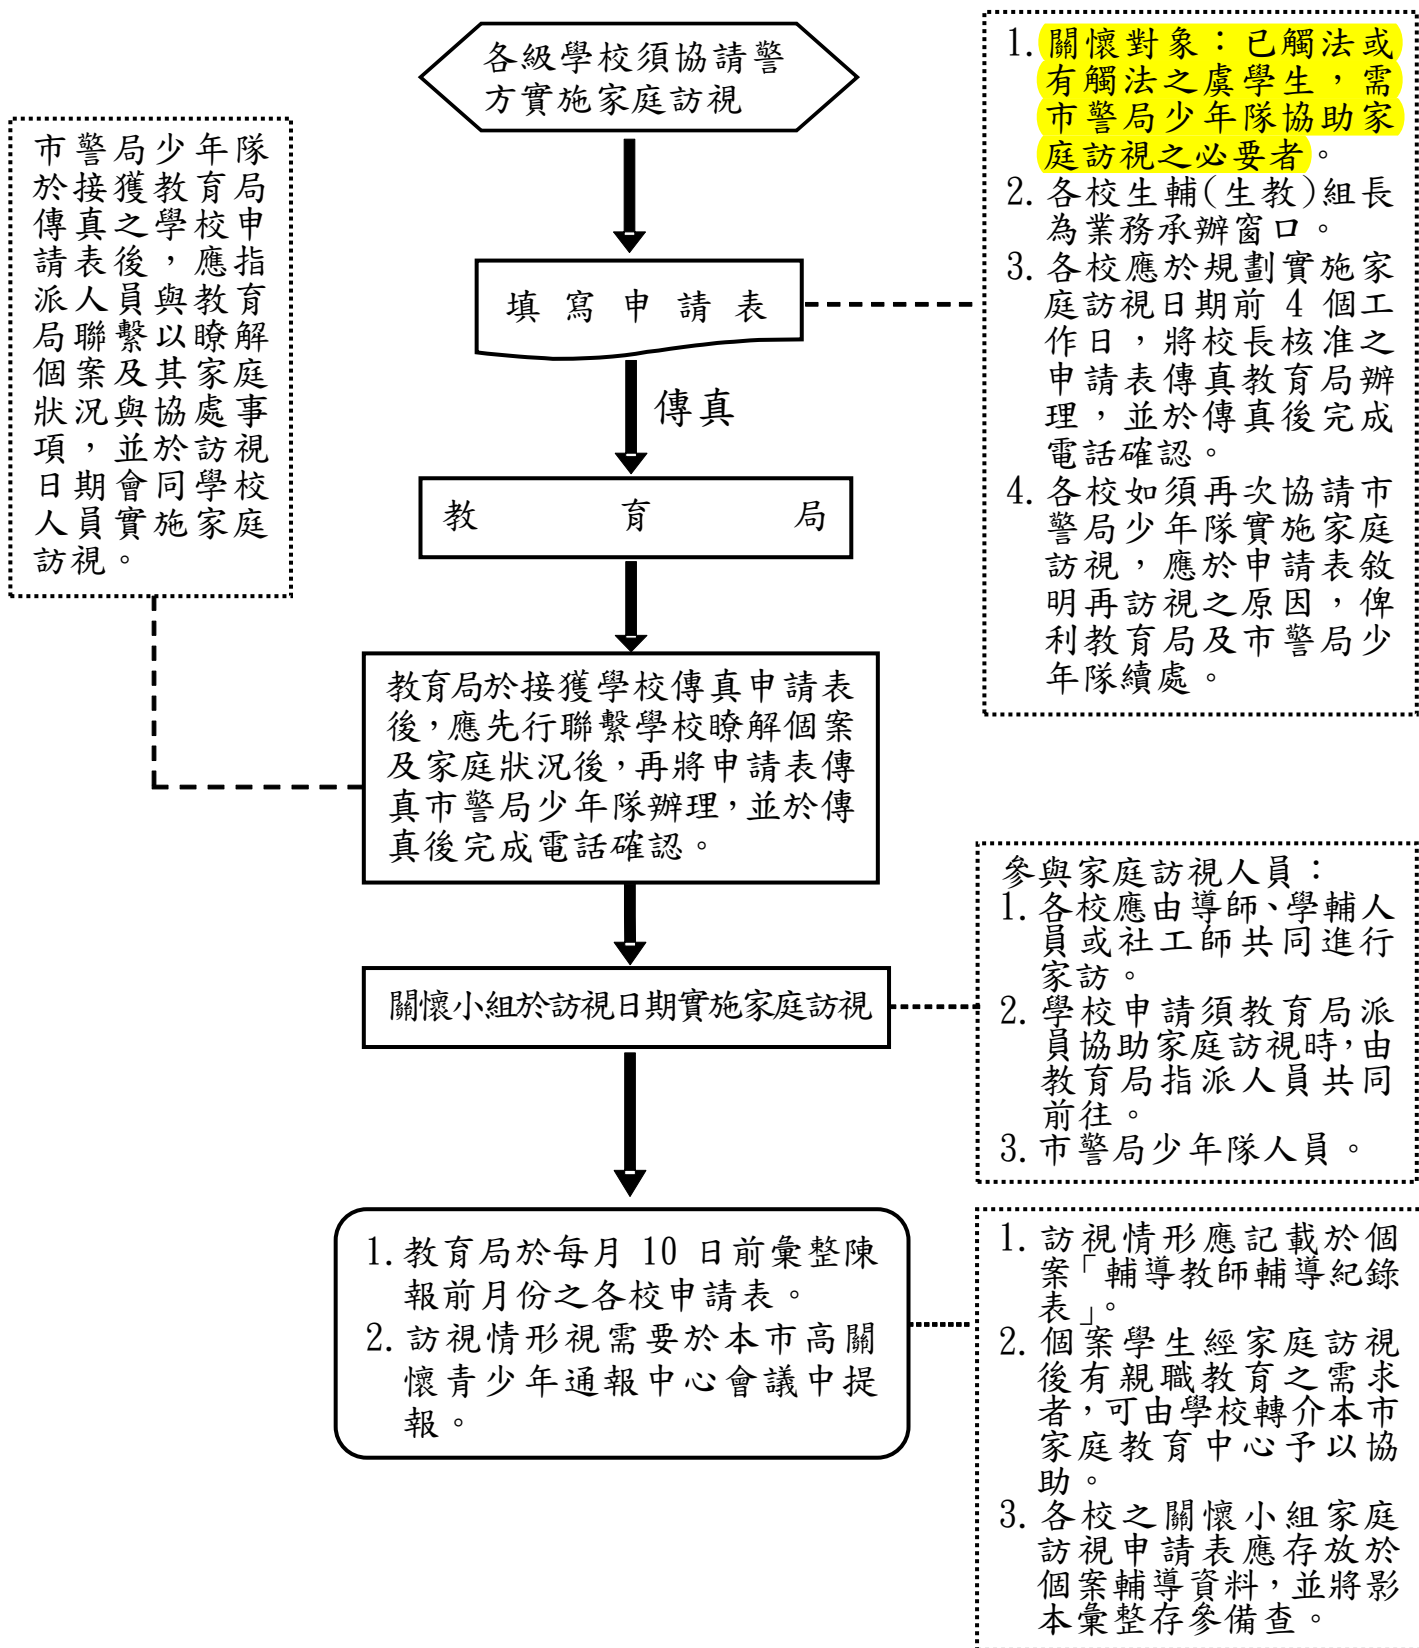 各級學校須協請警
方實施家庭訪視
1. 關懷對象：已觸法或
有觸法之虞學生，需
市警局少年隊協助家
庭訪視之必要者。
2. 各校生輔(生教)組長
為業務承辦窗口。
3. 各校應於規劃實施家
庭訪視日期前 4 個工
作日，將校長核准之
申請表傳真教育局辦
理，並於傳真後完成
電話確認。
4. 各校如須再次協請市
警局少年隊實施家庭
訪視，應於申請表敘
明再訪視之原因，俾
利教育局及市警局少
年隊續處。
市警局少年隊
於接獲教育局
傳真之學校申
請表後，應指
派人員與教育
局聯繫以瞭解
個案及其家庭
狀況與協處事
項，並於訪視
日期會同學校
人員實施家庭
訪視。
填寫申請表
傳真
教育局
教育局於接獲學校傳真申請表
後，應先行聯繫學校瞭解個案
及家庭狀況後，再將申請表傳
真市警局少年隊辦理，並於傳
真後完成電話確認。
關懷小組於訪視日期實施家庭訪視
參與家庭訪視人員：
1. 各校應由導師、學輔人
員或社工師共同進行
家訪。
2. 學校申請須教育局派
員協助家庭訪視時，由
教育局指派人員共同
前往。
3. 市警局少年隊人員。
1. 教育局於每月 10 日前彙整陳
報前月份之各校申請表。
2. 訪視情形視需要於本市高關
懷青少年通報中心會議中提
報。
1. 訪視情形應記載於個
案「輔導教師輔導紀錄
表」。
2. 個案學生經家庭訪視
後有親職教育之需求
者，可由學校轉介本市
家庭教育中心予以協
助。
3. 各校之關懷小組家庭
訪視申請表應存放於
個案輔導資料，並將影
本彙整存參備查。